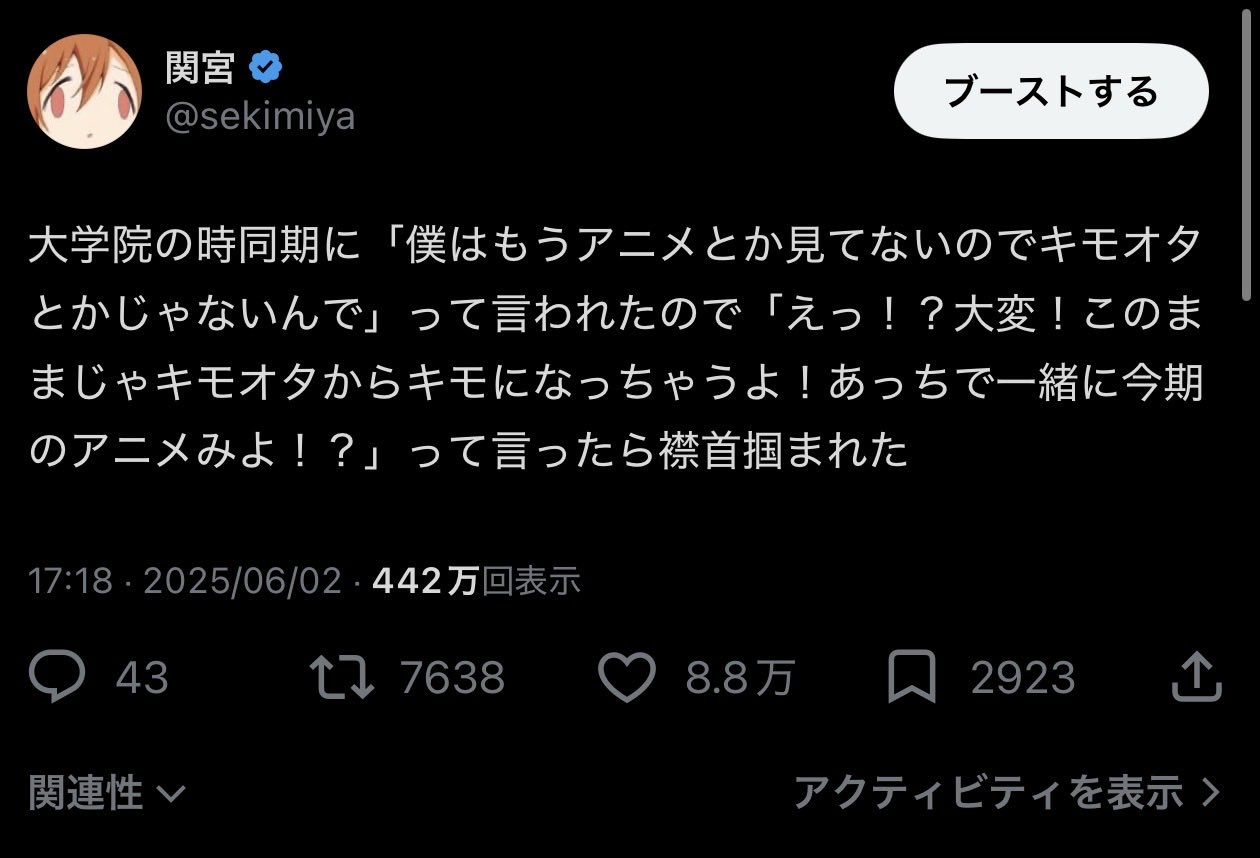 関宮
@sekimiya
ブーストする
大学院の時同期に「僕はもうアニメとか見てないのでキモオタ
とかじゃないんで」って言われたので「えっ！？大変！このま
まじゃキモオタからキモになっちゃうよ！あっちで一緒に今期
のアニメみよ！？」って言ったら襟首掴まれた
17:18 · 2025/06/02 · 442万回表示
43 7638 8.8万 2923
関連性
アクティビティを表示